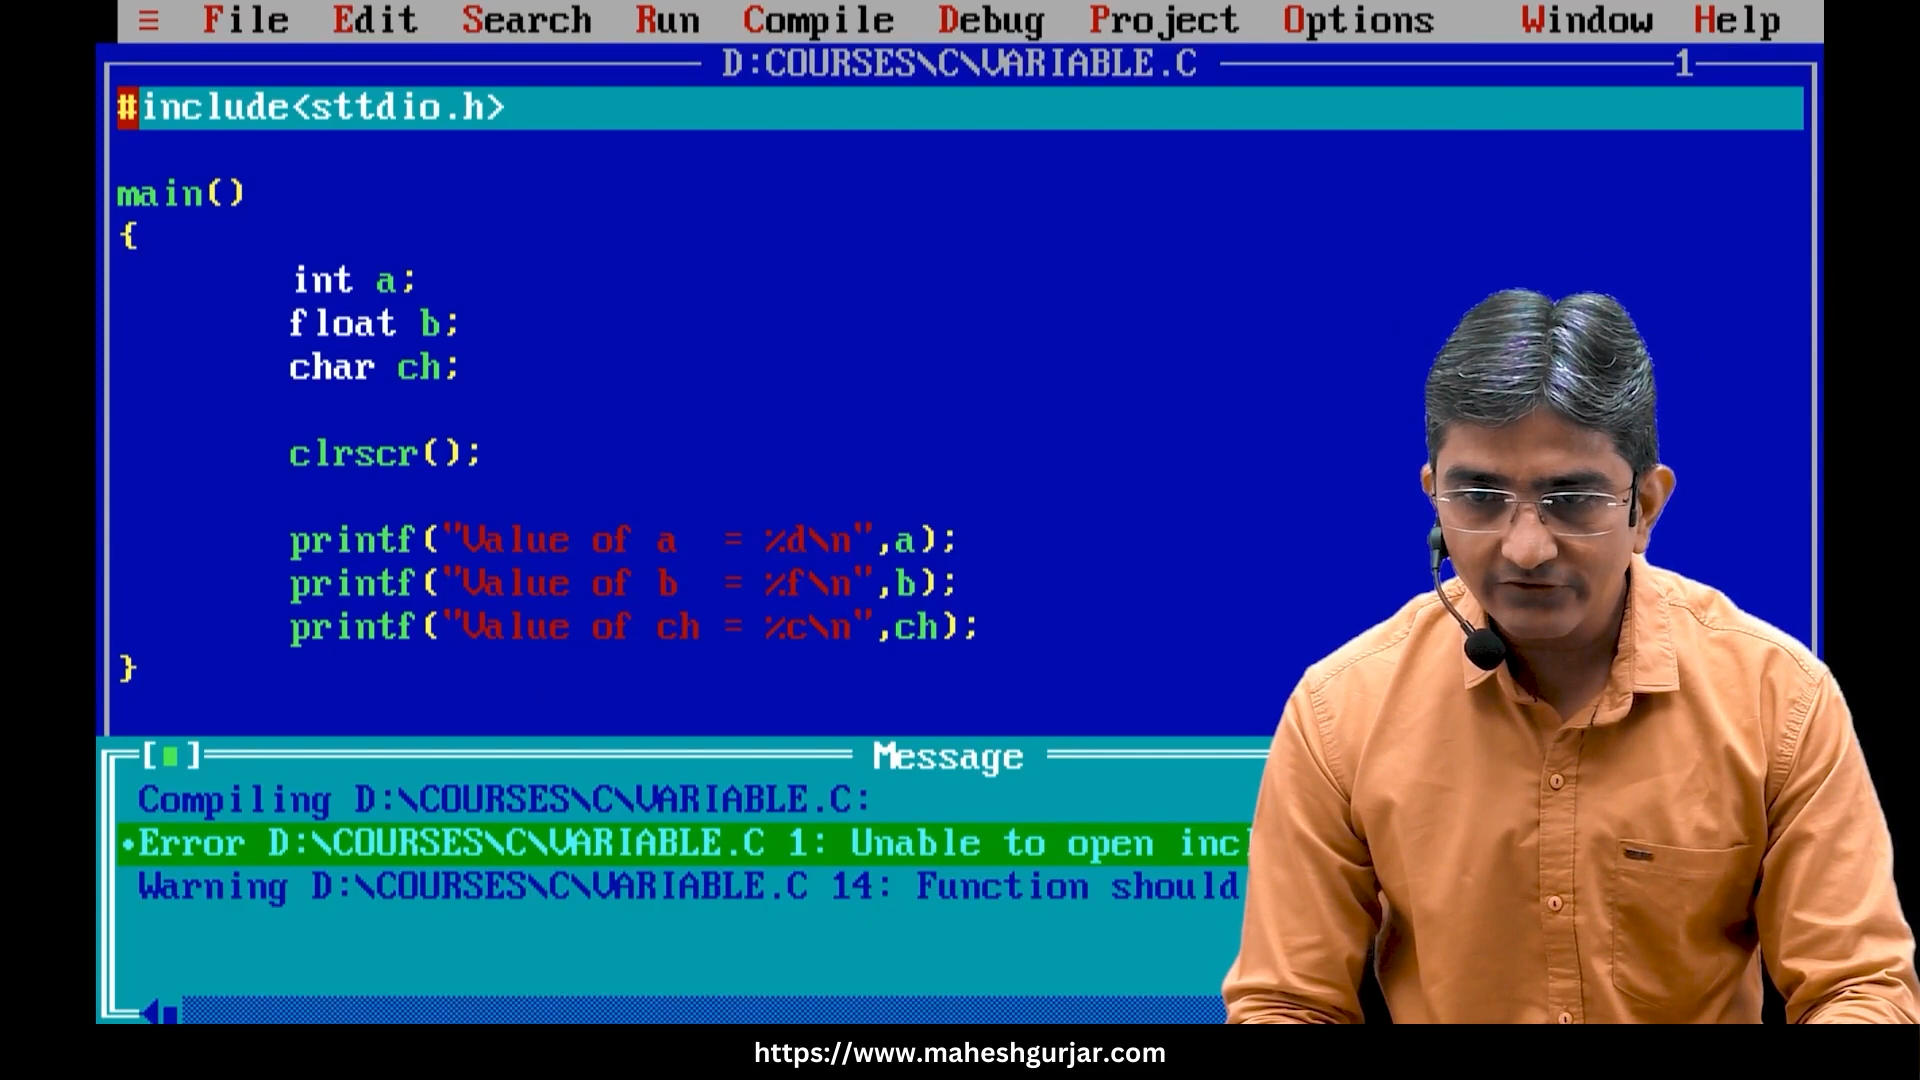 ≡ File Edit Search Run Compile Debug Project Options Window Help
D:COURSES\C\VARIABLE.C 1
#include<sttdio.h>
main()
{
int a;
float b;
char ch;
clrscr();
printf("Value of a  = %d\n",a);
printf("Value of b  = %f\n",b);
printf("Value of ch = %c\n",ch);
}
[■] Message
Compiling D:\COURSES\C\VARIABLE.C:
•Error D:\COURSES\C\VARIABLE.C 1: Unable to open incl
Warning D:\COURSES\C\VARIABLE.C 14: Function should
https://www.maheshgurjar.com